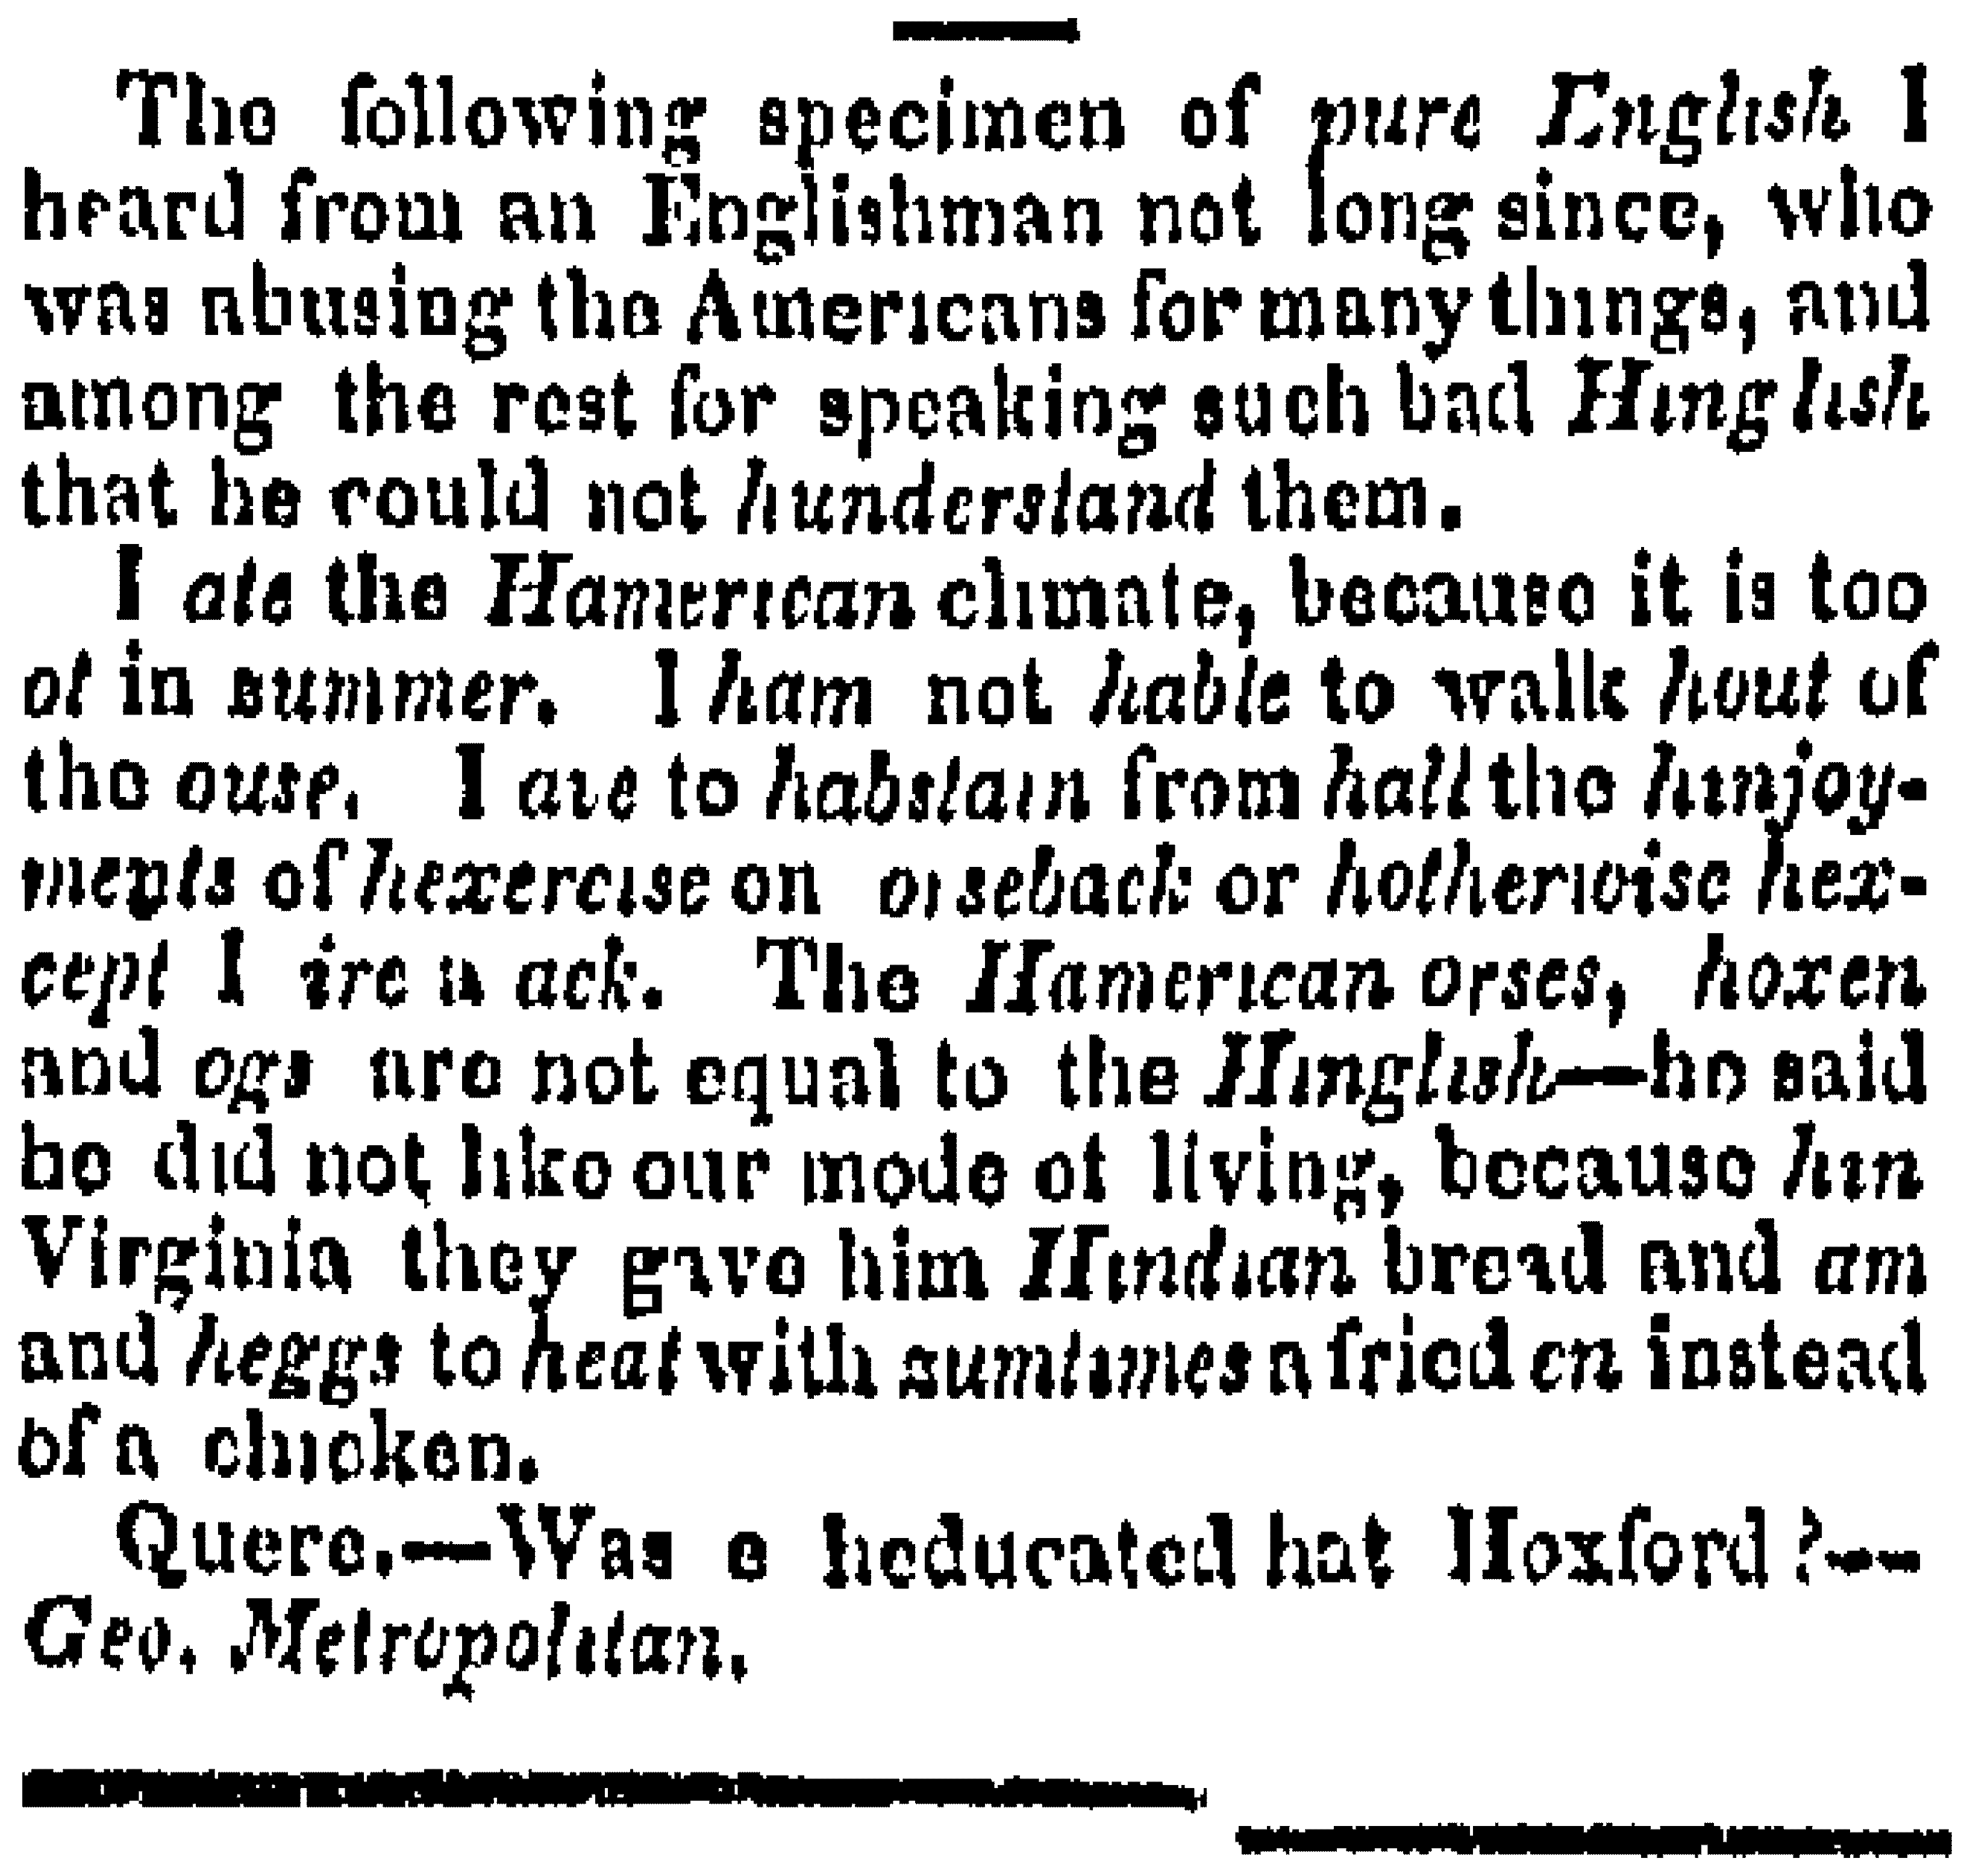 The following specimen of pure English I
heard from an Englishman not long since, who
was abusing the Americans for many things, and
among the rest for speaking such bad Hinglish
that he could not hunderstand them.
I ate the Hamerican climate, because it is too
ot in summer. I ham not hable to walk hout of
the ouse. I ave to habstain from hall the hinjoy-
ments of hexercise on orseback or hotherwise hex-
cept I ire a ack. The Hamerican orses, hoxen
and ogs are not equal to the Hinglish—he said
he did not like our mode of living, because hin
Virginia they gave him Hindian bread and am
and heggs to heat with sumtimes a fried en instead
of a chicken.
Quere.—Was e heducated hat Hoxford?—
Geo. Metropolitan.